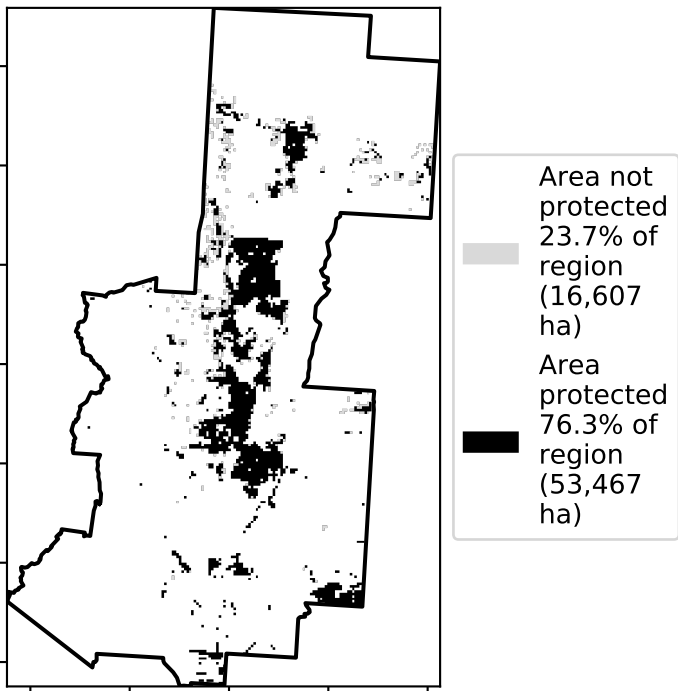 Area not
protected
23.7% of
region
(16,607
ha)
Area
protected
76.3% of
region
(53,467
ha)